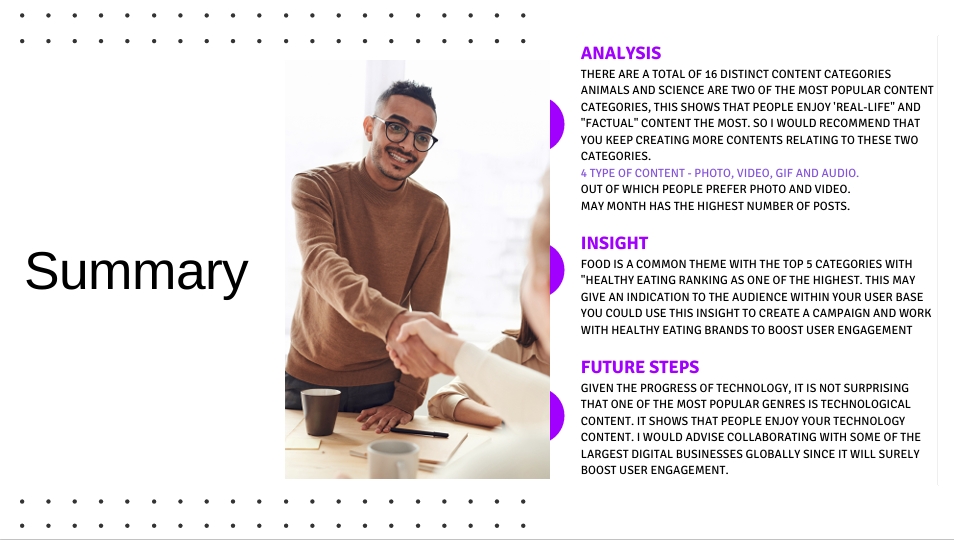 Summary
ANALYSIS
THERE ARE A TOTAL OF 16 DISTINCT CONTENT CATEGORIES
ANIMALS AND SCIENCE ARE TWO OF THE MOST POPULAR CONTENT
CATEGORIES, THIS SHOWS THAT PEOPLE ENJOY 'REAL-LIFE" AND
"FACTUAL" CONTENT THE MOST. SO I WOULD RECOMMEND THAT
YOU KEEP CREATING MORE CONTENTS RELATING TO THESE TWO
CATEGORIES.
4 TYPE OF CONTENT - PHOTO, VIDEO, GIF AND AUDIO.
OUT OF WHICH PEOPLE PREFER PHOTO AND VIDEO.
MAY MONTH HAS THE HIGHEST NUMBER OF POSTS.
INSIGHT
FOOD IS A COMMON THEME WITH THE TOP 5 CATEGORIES WITH
"HEALTHY EATING RANKING AS ONE OF THE HIGHEST. THIS MAY
GIVE AN INDICATION TO THE AUDIENCE WITHIN YOUR USER BASE
YOU COULD USE THIS INSIGHT TO CREATE A CAMPAIGN AND WORK
WITH HEALTHY EATING BRANDS TO BOOST USER ENGAGEMENT
FUTURE STEPS
GIVEN THE PROGRESS OF TECHNOLOGY, IT IS NOT SURPRISING
THAT ONE OF THE MOST POPULAR GENRES IS TECHNOLOGICAL
CONTENT. IT SHOWS THAT PEOPLE ENJOY YOUR TECHNOLOGY
CONTENT. I WOULD ADVISE COLLABORATING WITH SOME OF THE
LARGEST DIGITAL BUSINESSES GLOBALLY SINCE IT WILL SURELY
BOOST USER ENGAGEMENT.